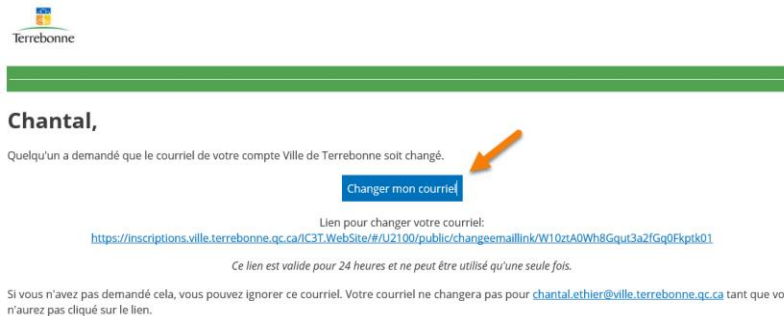 Terrebonne
Chantal,
Quelqu'un a demandé que le courriel de votre compte Ville de Terrebonne soit changé.
Changer mon courriel
Lien pour changer votre courriel:
https://inscriptions.ville.terrebonne.qc.ca/IC3T.WebSite/#/U2100/public/changeemaillink/W10ztA0Wh8Gqut3a2fGq0Fkptk01
Ce lien est valide pour 24 heures et ne peut être utilisé qu'une seule fois.
Si vous n'avez pas demandé cela, vous pouvez ignorer ce courriel. Votre courriel ne changera pas pour chantal.ethier@ville.terrebonne.qc.ca tant que vo
n'aurez pas cliqué sur le lien.